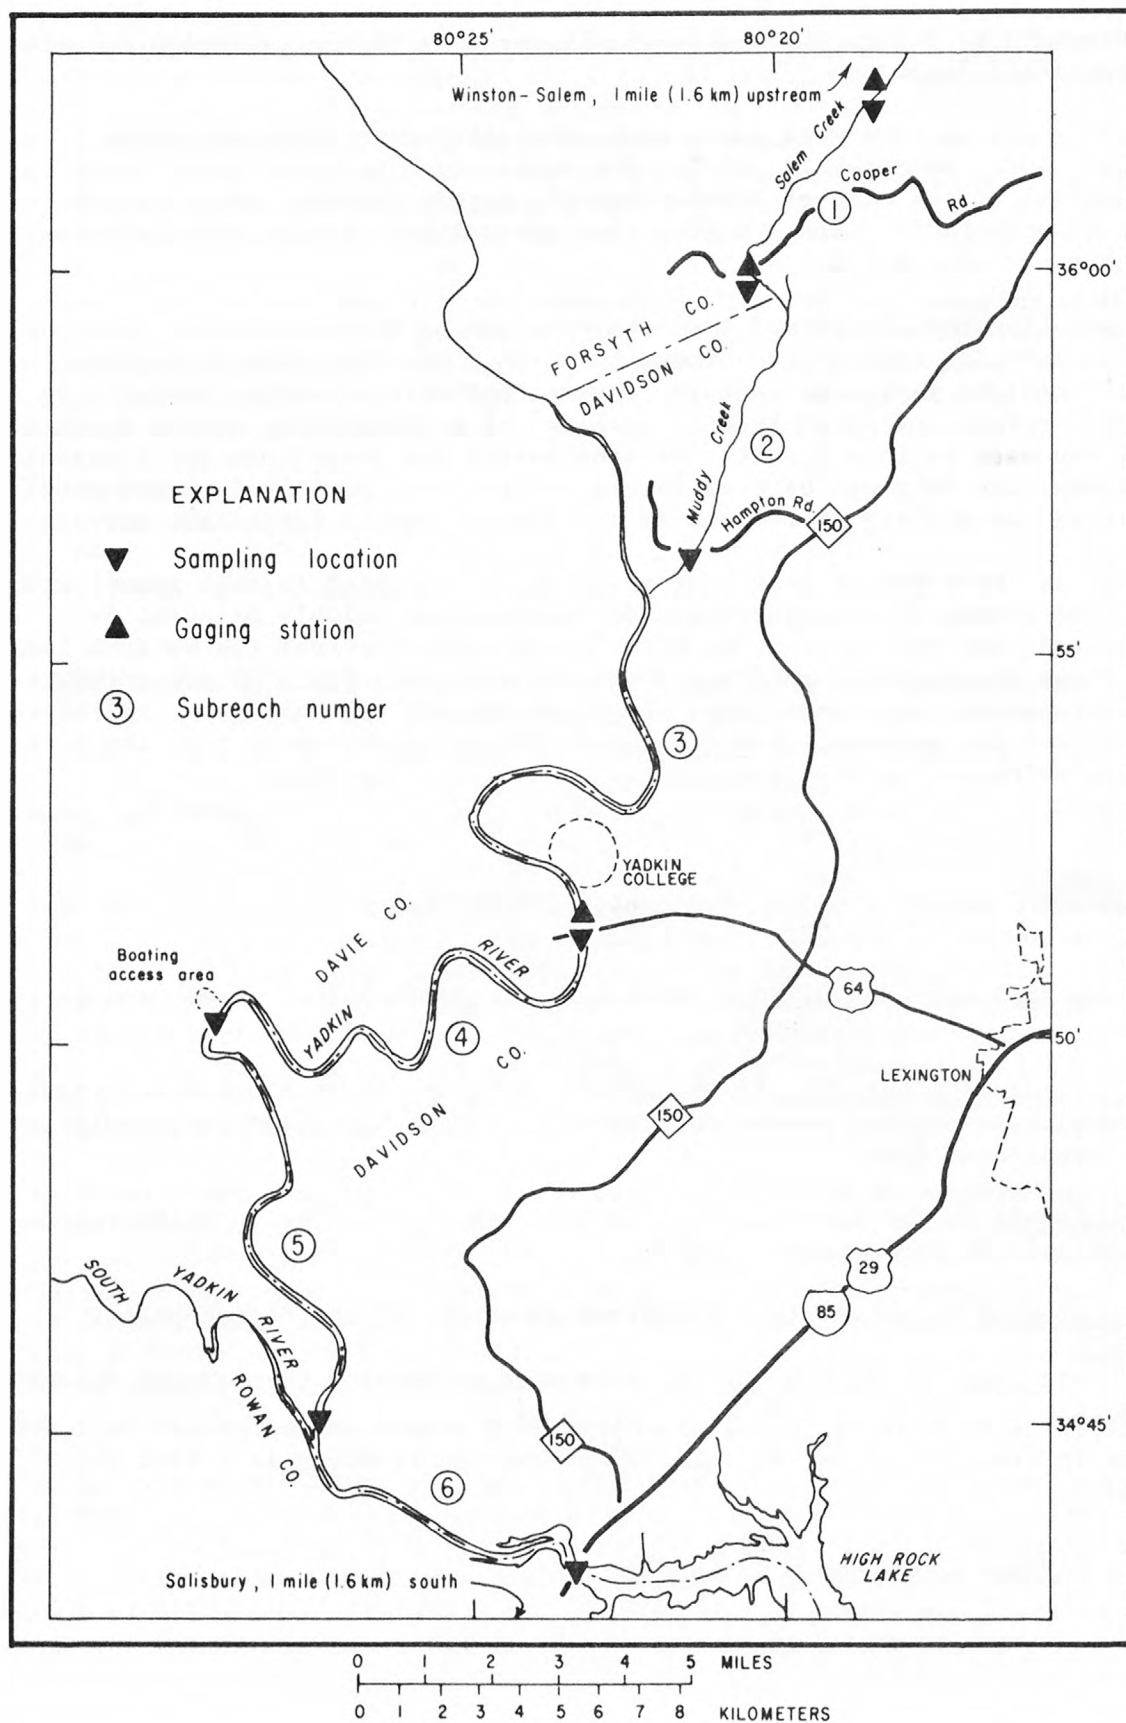 80°25'
80°20'
Winston-Salem, 1 mile (1.6 km) upstream
Salem Creek
Cooper
Rd.
1
36°00'
FORSYTH CO.
DAVIDSON CO.
Muddy Creek
2
Hampton Rd.
150
EXPLANATION
Sampling location
Gaging station
3 Subreach number
55'
3
YADKIN
COLLEGE
DAVIE CO.
Boating
access area
YADKIN RIVER
4
64
50'
LEXINGTON
DAVIDSON CO.
150
5
29
85
SOUTH YADKIN RIVER
ROWAN CO.
34°45'
150
6
HIGH ROCK
LAKE
Salisbury, 1 mile (1.6 km) south
0 1 2 3 4 5 MILES
0 1 2 3 4 5 6 7 8 KILOMETERS